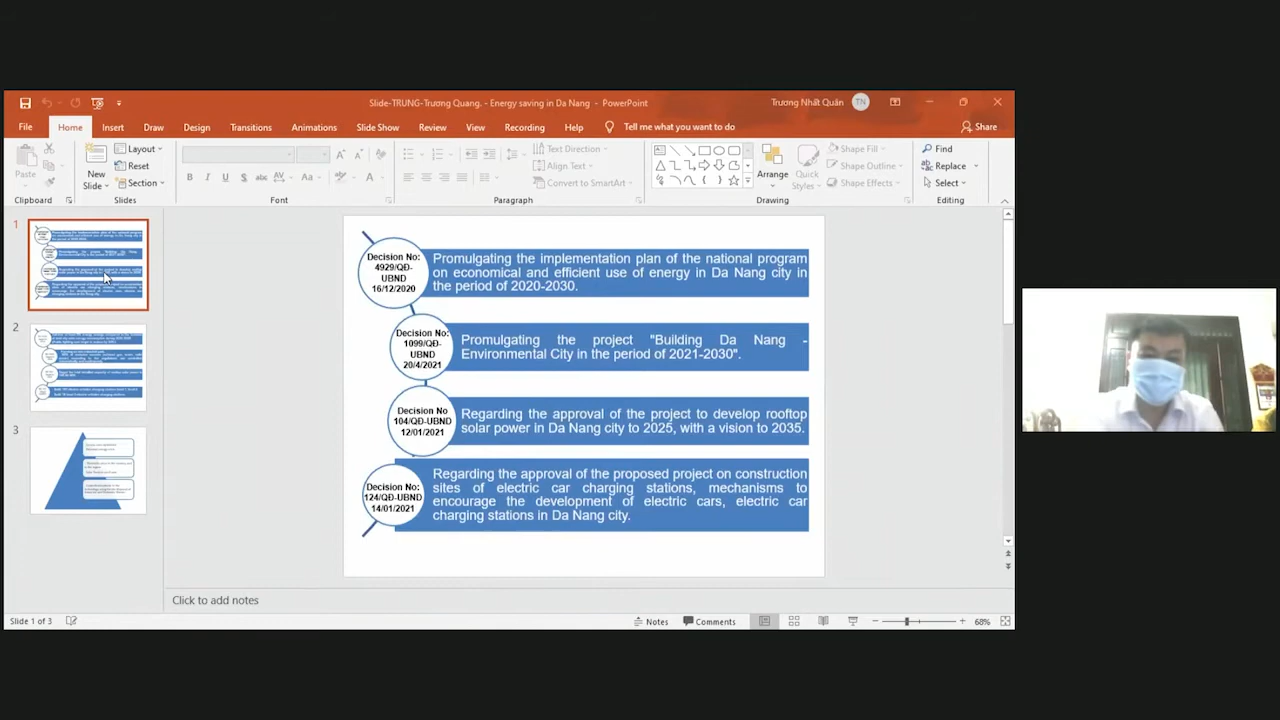 Slide-TRUNG-Trương Quang. - Energy saving in Da Nang - PowerPoint
Trương Nhất Quân TN
File Home Insert Draw Design Transitions Animations Slide Show Review View Recording Help Tell me what you want to do
Share
Paste
Clipboard
New
Slide
Layout
Reset
Section
Slides
B I U S abc AV Aa A
Font
Text Direction
Align Text
Convert to SmartArt
Paragraph
Arrange
Quick
Styles
Shape Fill
Shape Outline
Shape Effects
Drawing
Find
Replace
Select
Editing
1
2
3
Decision No:
4929/QĐ-
UBND
16/12/2020
Promulgating the implementation plan of the national program
on economical and efficient use of energy in Da Nang city in
the period of 2020-2030.
Decision No:
1099/QĐ-
UBND
20/4/2021
Promulgating the project "Building Da Nang -
Environmental City in the period of 2021-2030".
Decision No
104/QĐ-UBND
12/01/2021
Regarding the approval of the project to develop rooftop
solar power in Da Nang city to 2025, with a vision to 2035.
Decision No:
124/QĐ-UBND
14/01/2021
Regarding the approval of the proposed project on construction
sites of electric car charging stations, mechanisms to
encourage the development of electric cars, electric car
charging stations in Da Nang city.
Click to add notes
Slide 1 of 3
Notes
Comments
68%